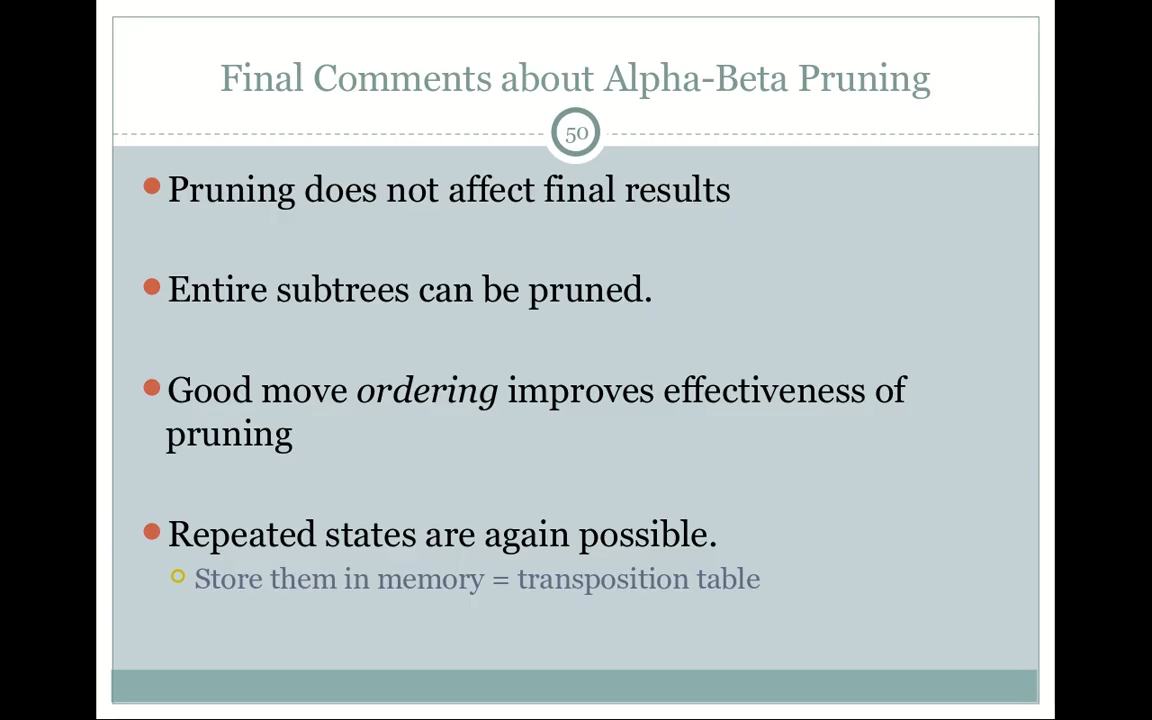 Final Comments about Alpha-Beta Pruning
50
Pruning does not affect final results
Entire subtrees can be pruned.
Good move ordering improves effectiveness of
pruning
Repeated states are again possible.
Store them in memory = transposition table